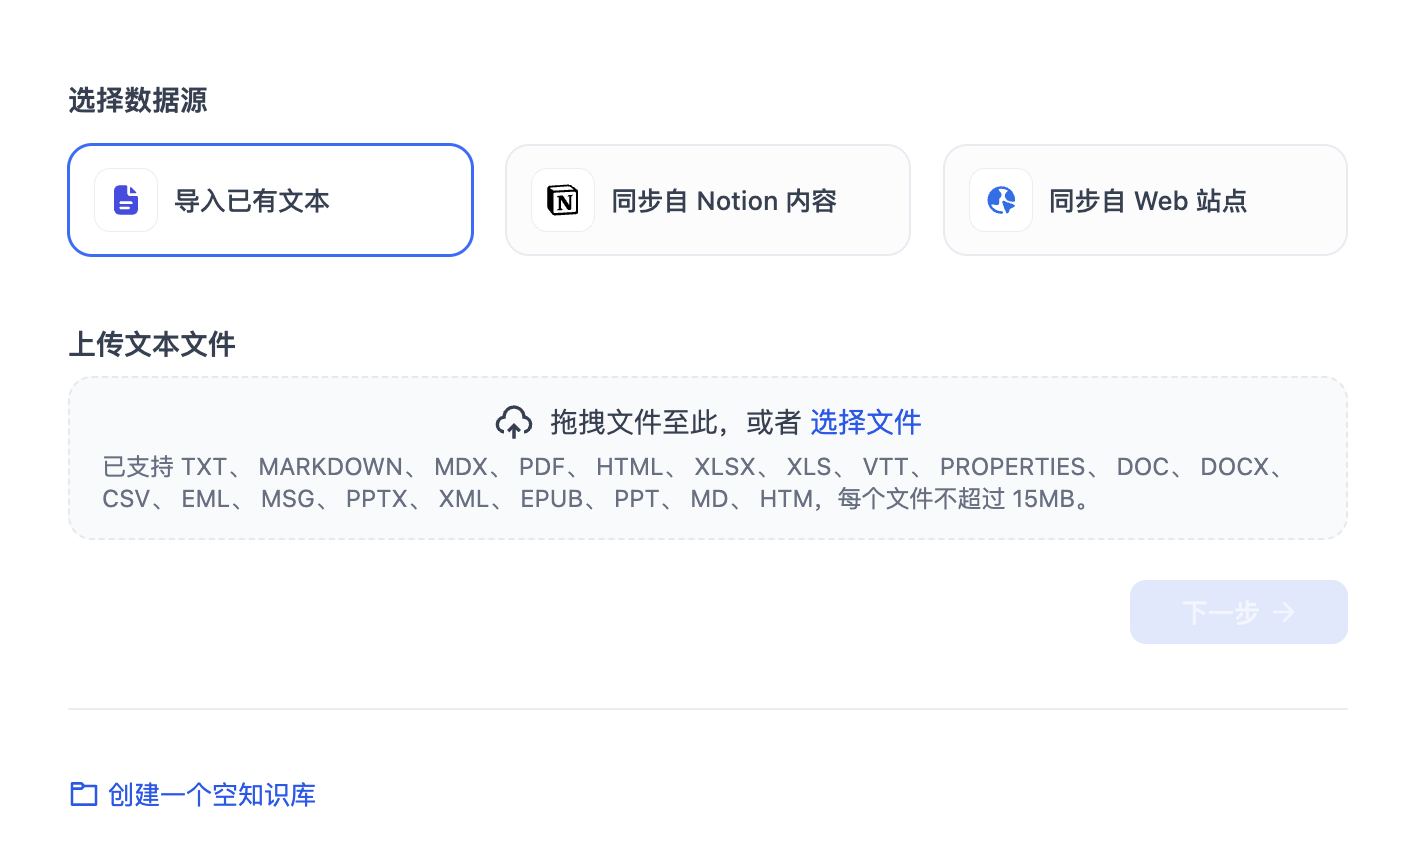 选择数据源
导入已有文本
同步自 Notion 内容
同步自 Web 站点
上传文本文件
拖拽文件至此，或者 选择文件
已支持 TXT、 MARKDOWN、 MDX、 PDF、 HTML、 XLSX、 XLS、 VTT、 PROPERTIES、 DOC、 DOCX、
CSV、 EML、 MSG、 PPTX、 XML、 EPUB、 PPT、 MD、 HTM，每个文件不超过 15MB。
下一步 →
创建一个空知识库